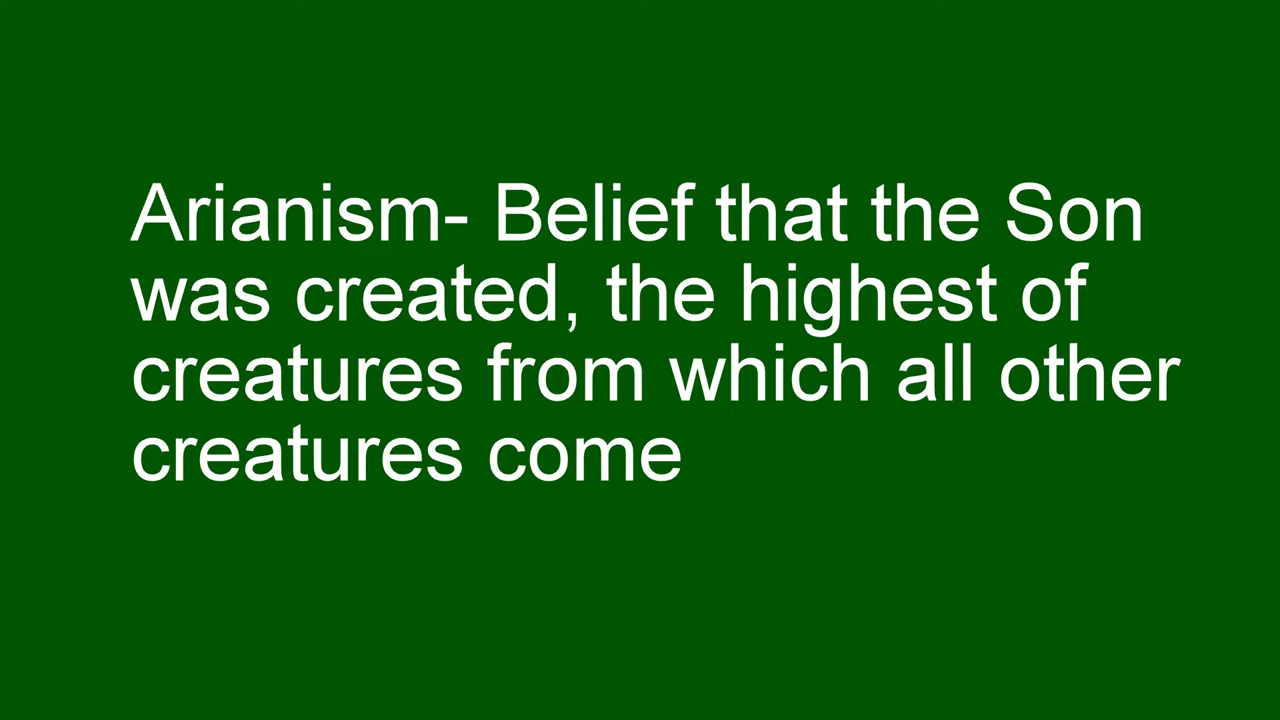 Arianism- Belief that the Son
was created, the highest of
creatures from which all other
creatures come